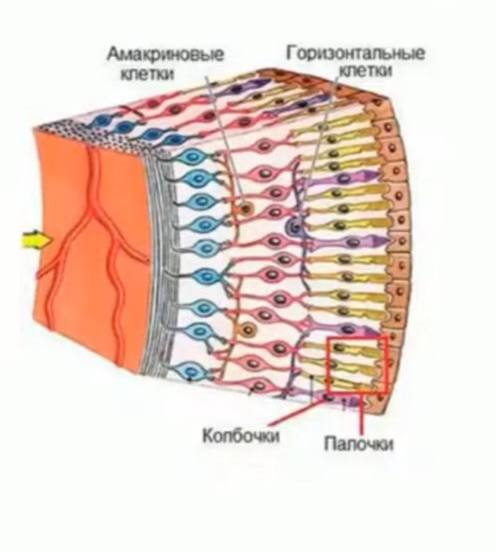 Амакриновые
клетки
Горизонтальные
клетки
Колбочки
Палочки